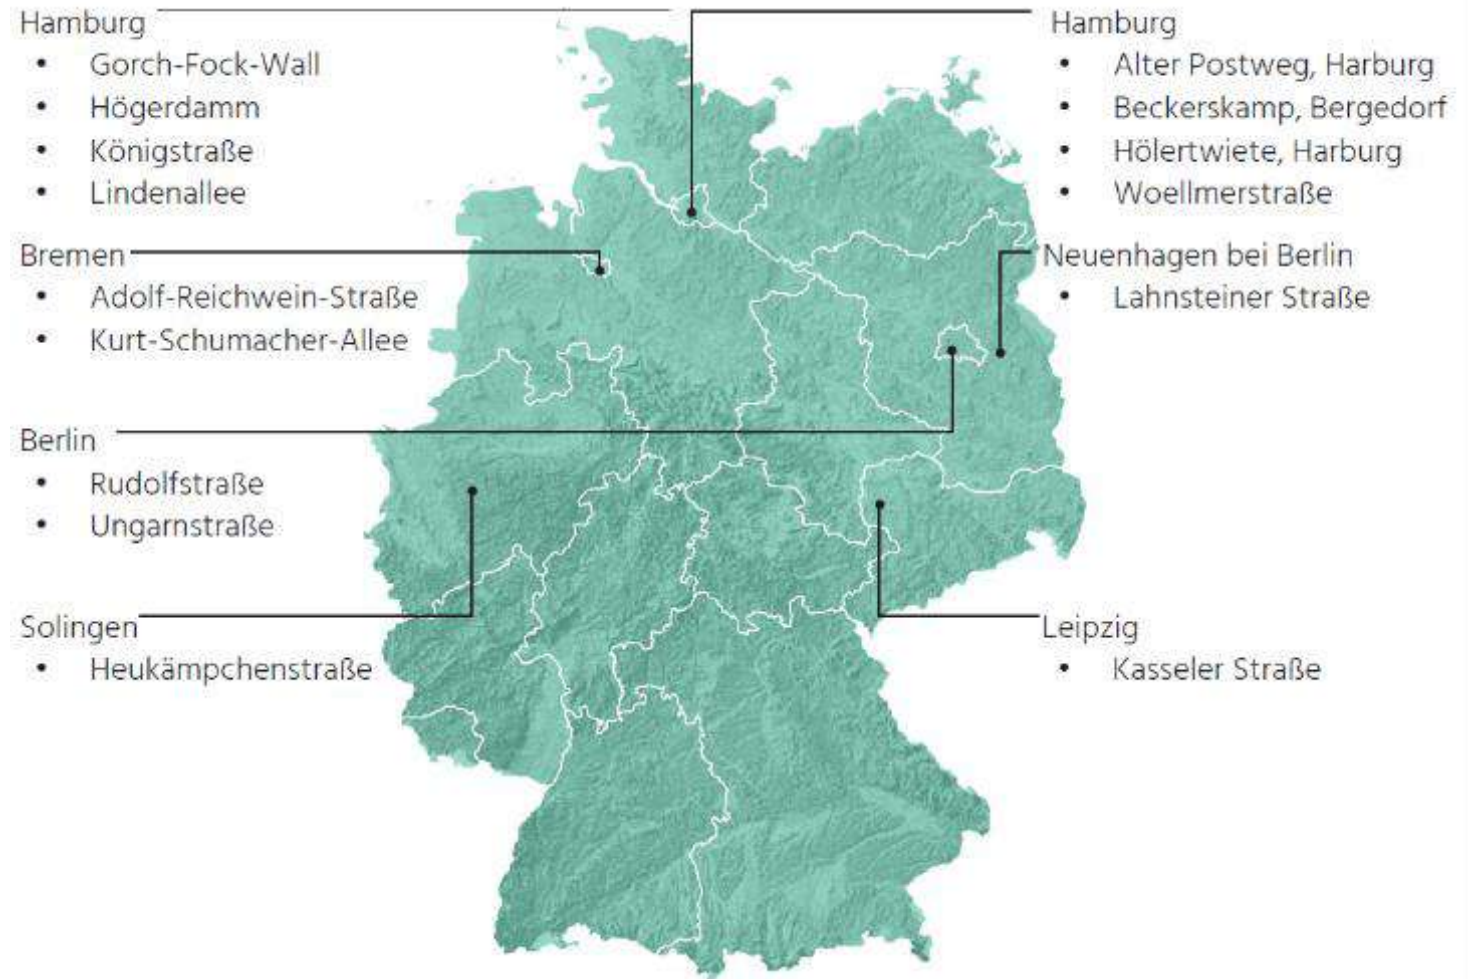 Hamburg
• Gorch-Fock-Wall
• Högerdamm
• Königstraße
• Lindenallee
Bremen
• Adolf-Reichwein-Straße
• Kurt-Schumacher-Allee
Berlin
• Rudolfstraße
• Ungarnstraße
Solingen
• Heukämpchenstraße
Hamburg
• Alter Postweg, Harburg
• Beckerskamp, Bergedorf
• Hölertwiete, Harburg
• Woellmerstraße
Neuenhagen bei Berlin
• Lahnsteiner Straße
Leipzig
• Kasseler Straße